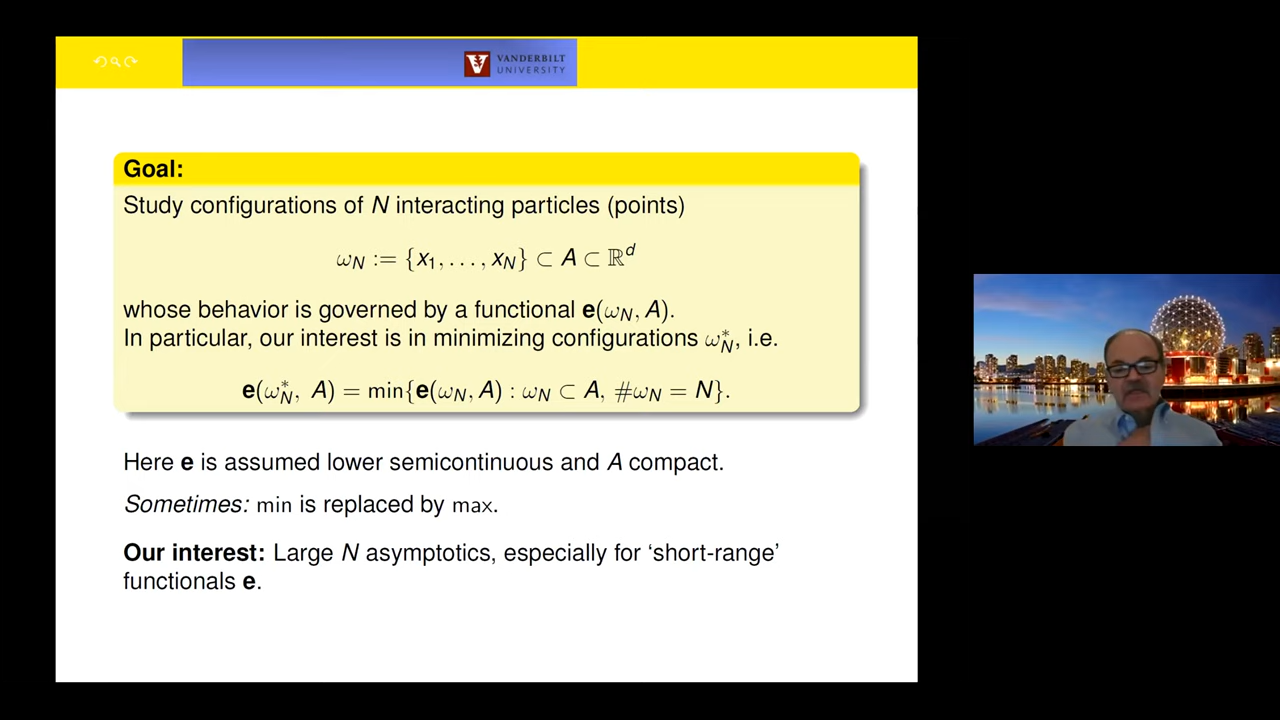 VANDERBILT
UNIVERSITY
Goal:
Study configurations of N interacting particles (points)
ω_N := {x_1, . . . , x_N} ⊂ A ⊂ ℝ^d
whose behavior is governed by a functional e(ω_N, A).
In particular, our interest is in minimizing configurations ω_N^*, i.e.
e(ω_N^*, A) = min{e(ω_N, A) : ω_N ⊂ A, #ω_N = N}.
Here e is assumed lower semicontinuous and A compact.
Sometimes: min is replaced by max.
Our interest: Large N asymptotics, especially for ‘short-range’
functionals e.